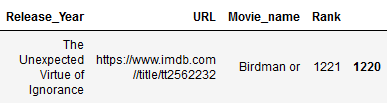 Release_Year URL Movie_name Rank
The
Unexpected
Virtue of
Ignorance
https://www.imdb.com
//title/tt2562232
Birdman or 1221 1220